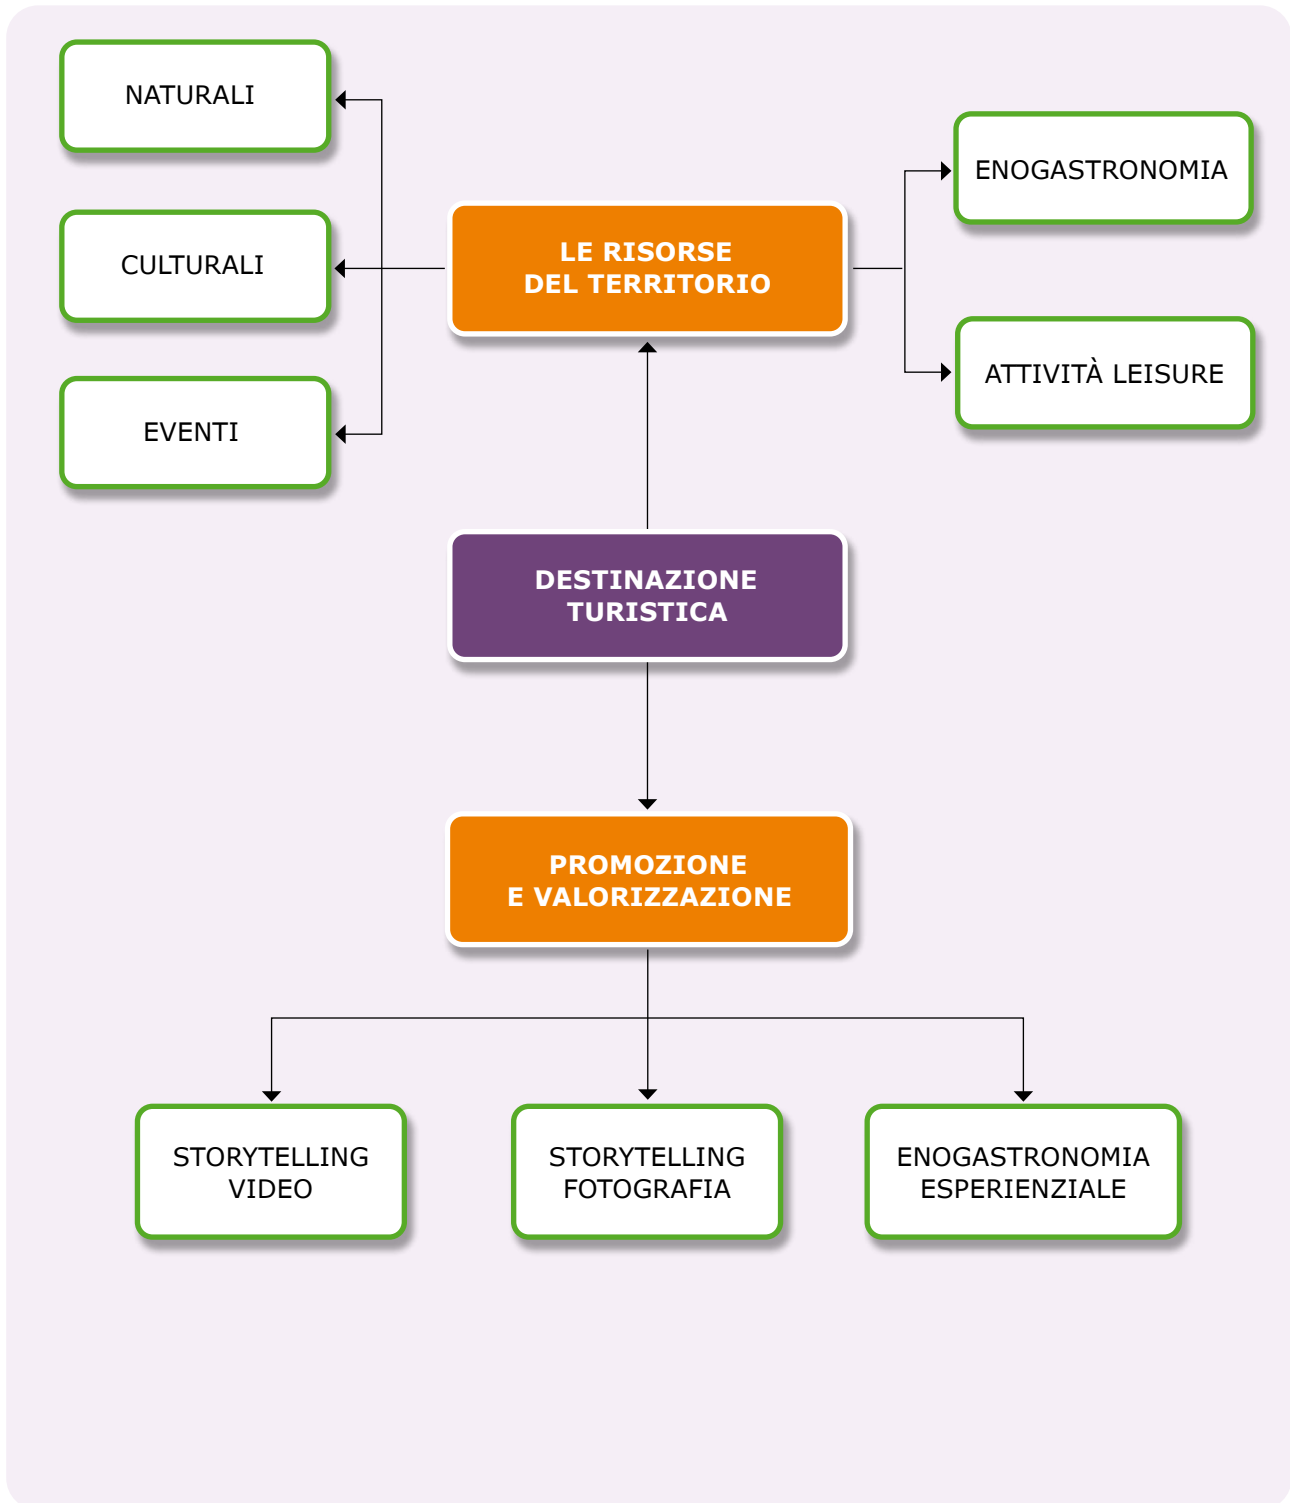 NATURALI
CULTURALI
EVENTI
LE RISORSE
DEL TERRITORIO
ENOGASTRONOMIA
ATTIVITÀ LEISURE
DESTINAZIONE
TURISTICA
PROMOZIONE
E VALORIZZAZIONE
STORYTELLING
VIDEO
STORYTELLING
FOTOGRAFIA
ENOGASTRONOMIA
ESPERIENZIALE